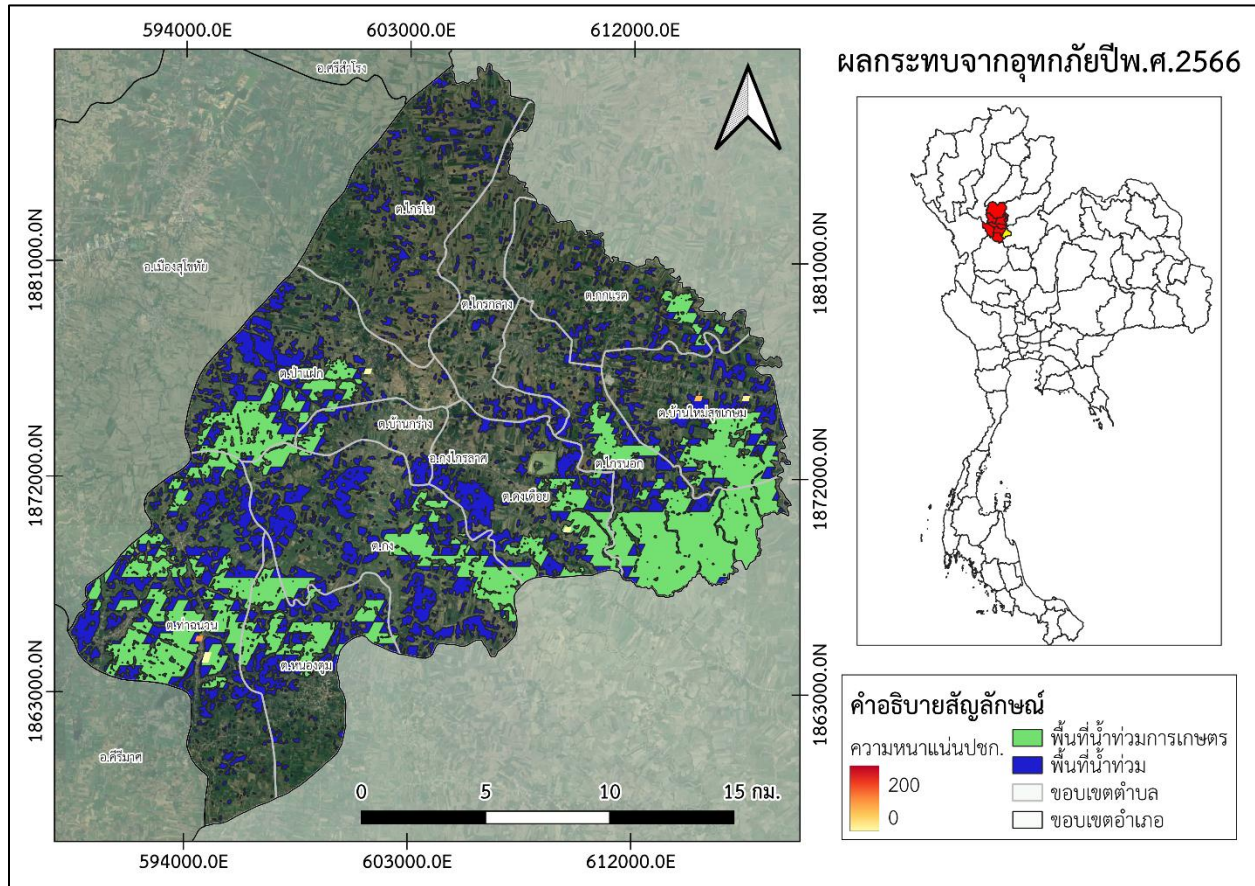 594000.0E 603000.0E 612000.0E
ผลกระทบจากอุทกภัยปีพ.ศ.2566
อ.ศรีสำโรง
ต.ไกรใน
1881000.0N
อ.เมืองสุโขทัย
ต.กกแรต
ต.ไกรกลาง
1881000.0N
ต.ป่าแฝก
ต.บ้านใหม่สุขเกษม
ต.บ้านกร่าง
อ.กงไกรลาศ
ต.ไกรนอก
1872000.0N
ต.ดงเดือย
1872000.0N
ต.กง
ต.ท่าฉนวน
ต.หนองตูม
1863000.0N
1863000.0N
อ.คีรีมาศ
0 5 10 15 กม.
594000.0E 603000.0E 612000.0E
คำอธิบายสัญลักษณ์
ความหนาแน่นปชก.
200
0
พื้นที่น้ำท่วมการเกษตร
พื้นที่น้ำท่วม
ขอบเขตตำบล
ขอบเขตอำเภอ